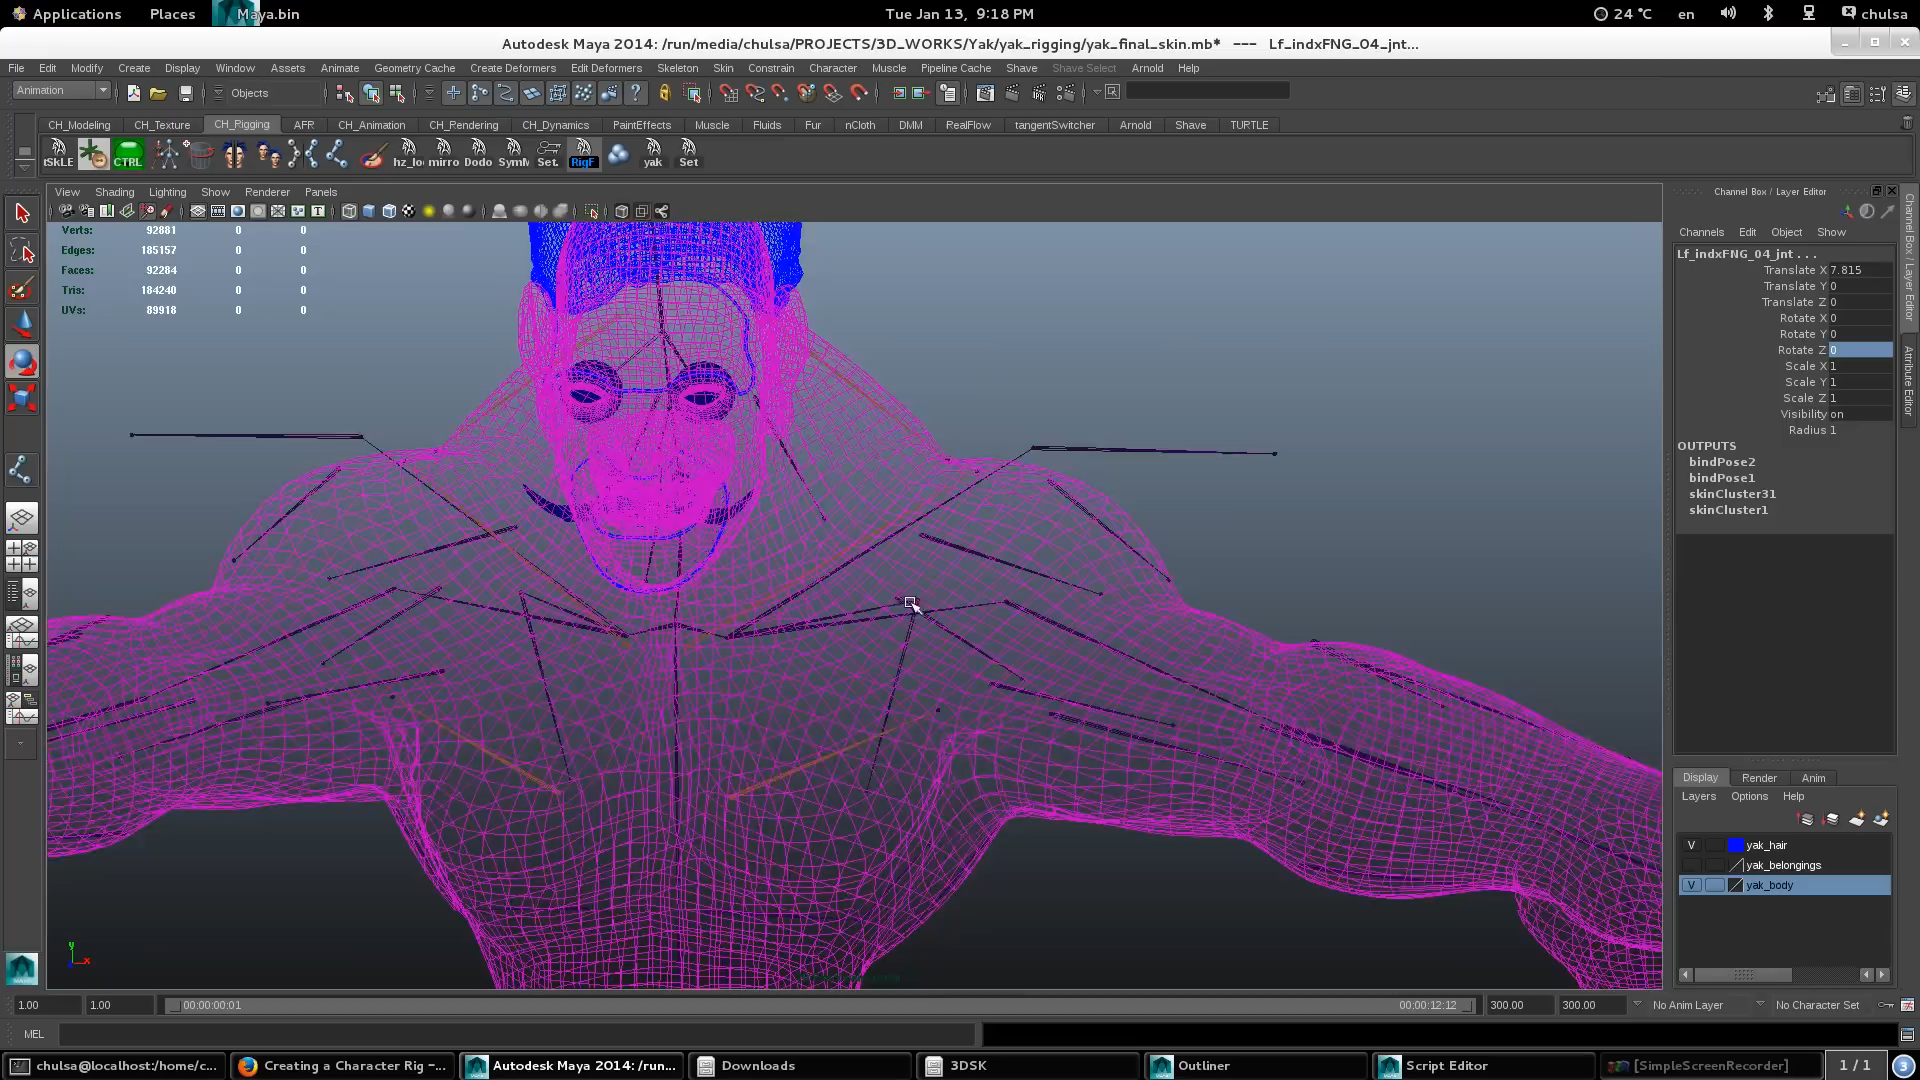 Applications Places Maya.bin Tue Jan 13, 9:18 PM 24 °C en chulsa
Autodesk Maya 2014: /run/media/chulsa/PROJECTS/3D_WORKS/Yak/yak_rigging/yak_final_skin.mb* --- Lf_indxFNG_04_jnt...
File Edit Modify Create Display Window Assets Animate Geometry Cache Create Deformers Edit Deformers Skeleton Skin Constrain Character Muscle Pipeline Cache Shave Shave Select Arnold Help
Animation Objects
CH_Modeling CH_Texture CH_Rigging AFR CH_Animation CH_Rendering CH_Dynamics PaintEffects Muscle Fluids Fur nCloth DMM RealFlow tangentSwitcher Arnold Shave TURTLE
tSkLE CTRL hz_lo mirro Dodo SymM Set. RigF yak Set
View Shading Lighting Show Renderer Panels
Channel Box / Layer Editor
Verts: 92881 0 0
Edges: 185157 0 0
Faces: 92284 0 0
Tris: 184240 0 0
UVs: 89918 0 0
y
x
Channels Edit Object Show
Lf_indxFNG_04_jnt . . .
Translate X 7.815
Translate Y 0
Translate Z 0
Rotate X 0
Rotate Y 0
Rotate Z 0
Scale X 1
Scale Y 1
Scale Z 1
Visibility on
Radius 1
OUTPUTS
bindPose2
bindPose1
skinCluster31
skinCluster1
Channel Box / Layer Editor
Attribute Editor
Display Render Anim
Layers Options Help
V yak_hair
yak_belongings
V yak_body
1.00 1.00 00:00:00:01 00:00:12:12 300.00 300.00 No Anim Layer No Character Set
MEL
chulsa@localhost:/home/c... Creating a Character Rig -... Autodesk Maya 2014: /run... Downloads 3DSK Outliner Script Editor [SimpleScreenRecorder] 1 / 1 3